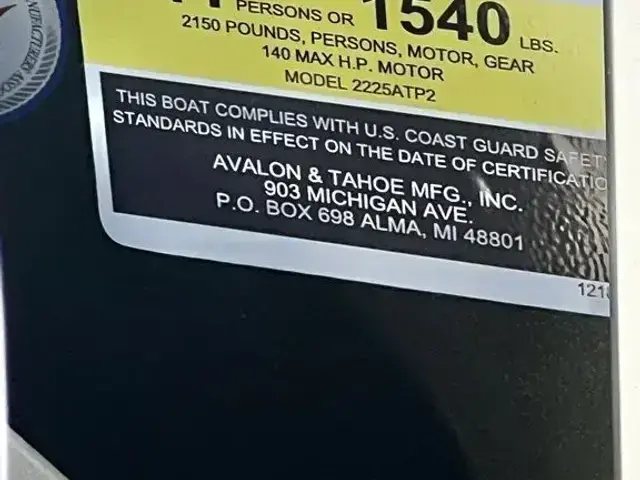 PERSONS OR 1540 LBS.
2150 POUNDS, PERSONS, MOTOR, GEAR
140 MAX H.P. MOTOR
MODEL 2225ATP2
THIS BOAT COMPLIES WITH U.S. COAST GUARD SAFET
STANDARDS IN EFFECT ON THE DATE OF CERTIFICATIO
AVALON & TAHOE MFG., INC.
903 MICHIGAN AVE.
P.O. BOX 698 ALMA, MI 48801